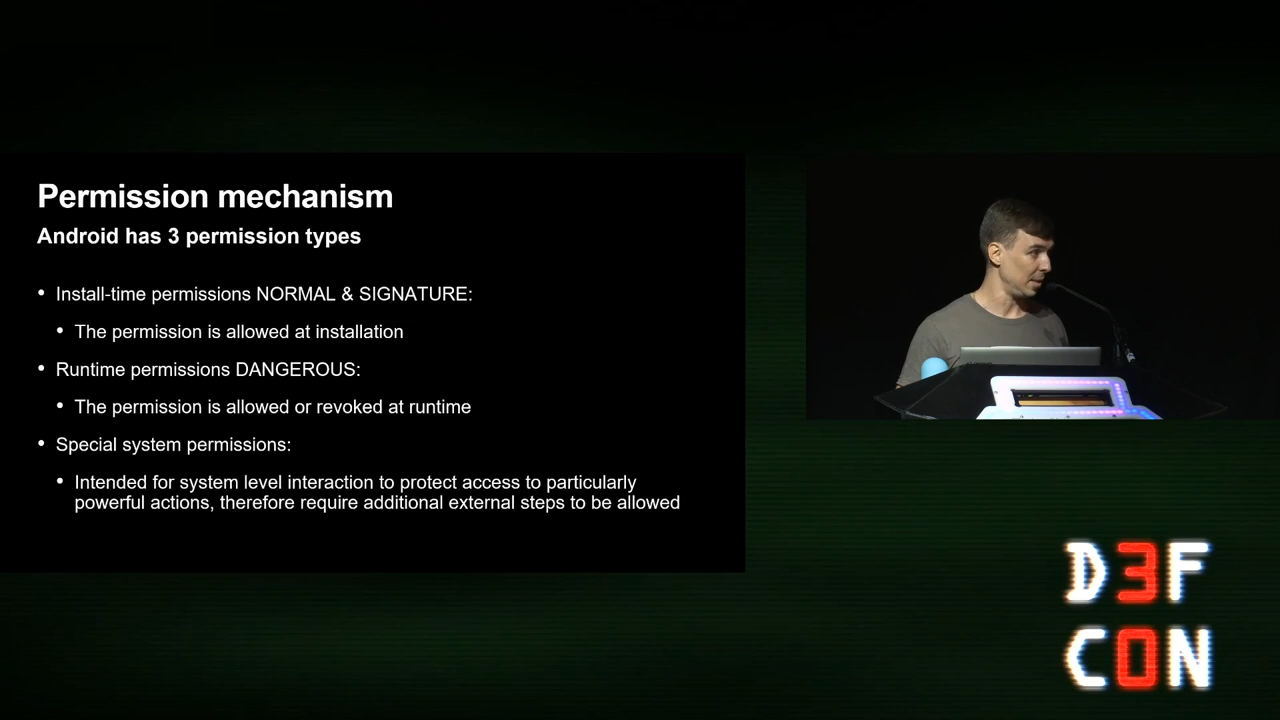 Permission mechanism
Android has 3 permission types
• Install-time permissions NORMAL & SIGNATURE:
• The permission is allowed at installation
• Runtime permissions DANGEROUS:
• The permission is allowed or revoked at runtime
• Special system permissions:
• Intended for system level interaction to protect access to particularly
powerful actions, therefore require additional external steps to be allowed
D3F
C0N